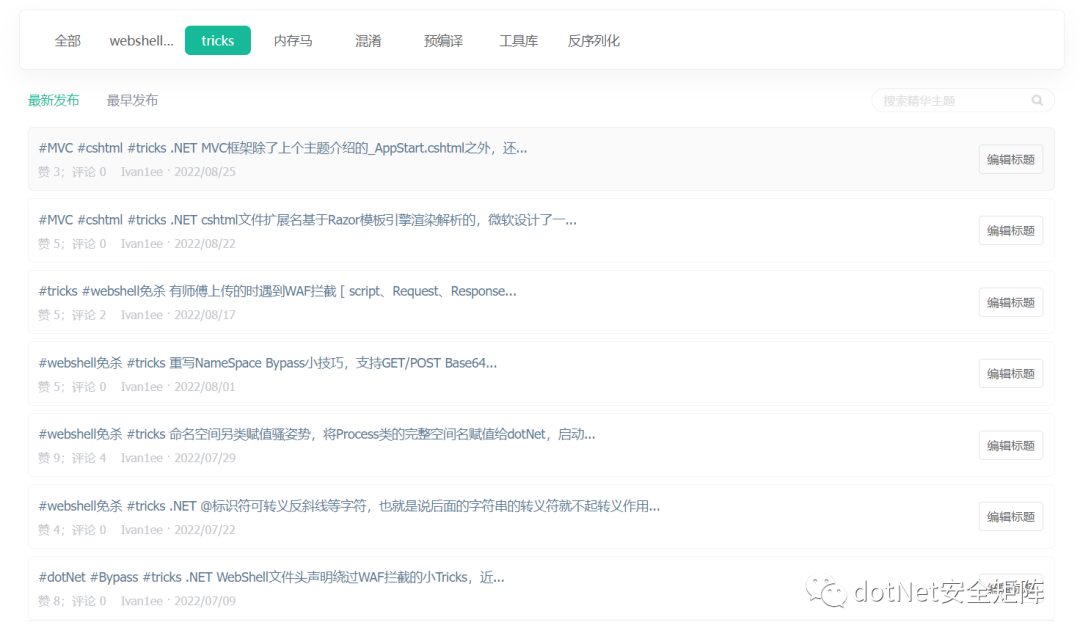 全部 webshell... tricks 内存马 混淆 预编译 工具库 反序列化
最新发布 最早发布 搜索精华主题
#MVC #cshtml #tricks .NET MVC框架除了上个主题介绍的_AppStart.cshtml之外，还...
赞 3；评论 0 Ivan1ee · 2022/08/25
编辑标题
#MVC #cshtml #tricks .NET cshtml文件扩展名基于Razor模板引擎渲染解析的，微软设计了一...
赞 5；评论 0 Ivan1ee · 2022/08/22
编辑标题
#tricks #webshell免杀 有师傅上传的时遇到WAF拦截 [ script、Request、Response...
赞 5；评论 2 Ivan1ee · 2022/08/17
编辑标题
#webshell免杀 #tricks 重写NameSpace Bypass小技巧，支持GET/POST Base64...
赞 5；评论 0 Ivan1ee · 2022/08/01
编辑标题
#webshell免杀 #tricks 命名空间另类赋值骚姿势，将Process类的完整空间名赋值给dotNet，启动...
赞 9；评论 4 Ivan1ee · 2022/07/29
编辑标题
#webshell免杀 #tricks .NET @标识符可转义反斜线等字符，也就是说后面的字符串的转义符就不起转义作用...
赞 4；评论 0 Ivan1ee · 2022/07/22
编辑标题
#dotNet #Bypass #tricks .NET WebShell文件头声明绕过WAF拦截的小Tricks，近...
赞 8；评论 0 Ivan1ee · 2022/07/09
编辑标题
dotNet安全矩阵